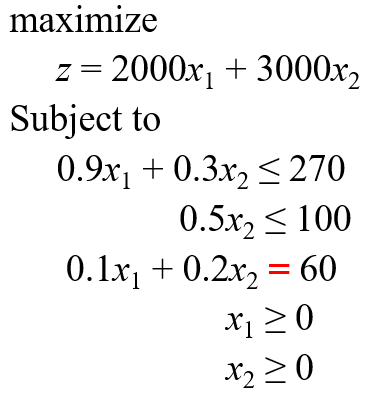 maximize
z = 2000x₁ + 3000x₂
Subject to
0.9x₁ + 0.3x₂ ≤ 270
0.5x₂ ≤ 100
0.1x₁ + 0.2x₂ = 60
x₁ ≥ 0
x₂ ≥ 0